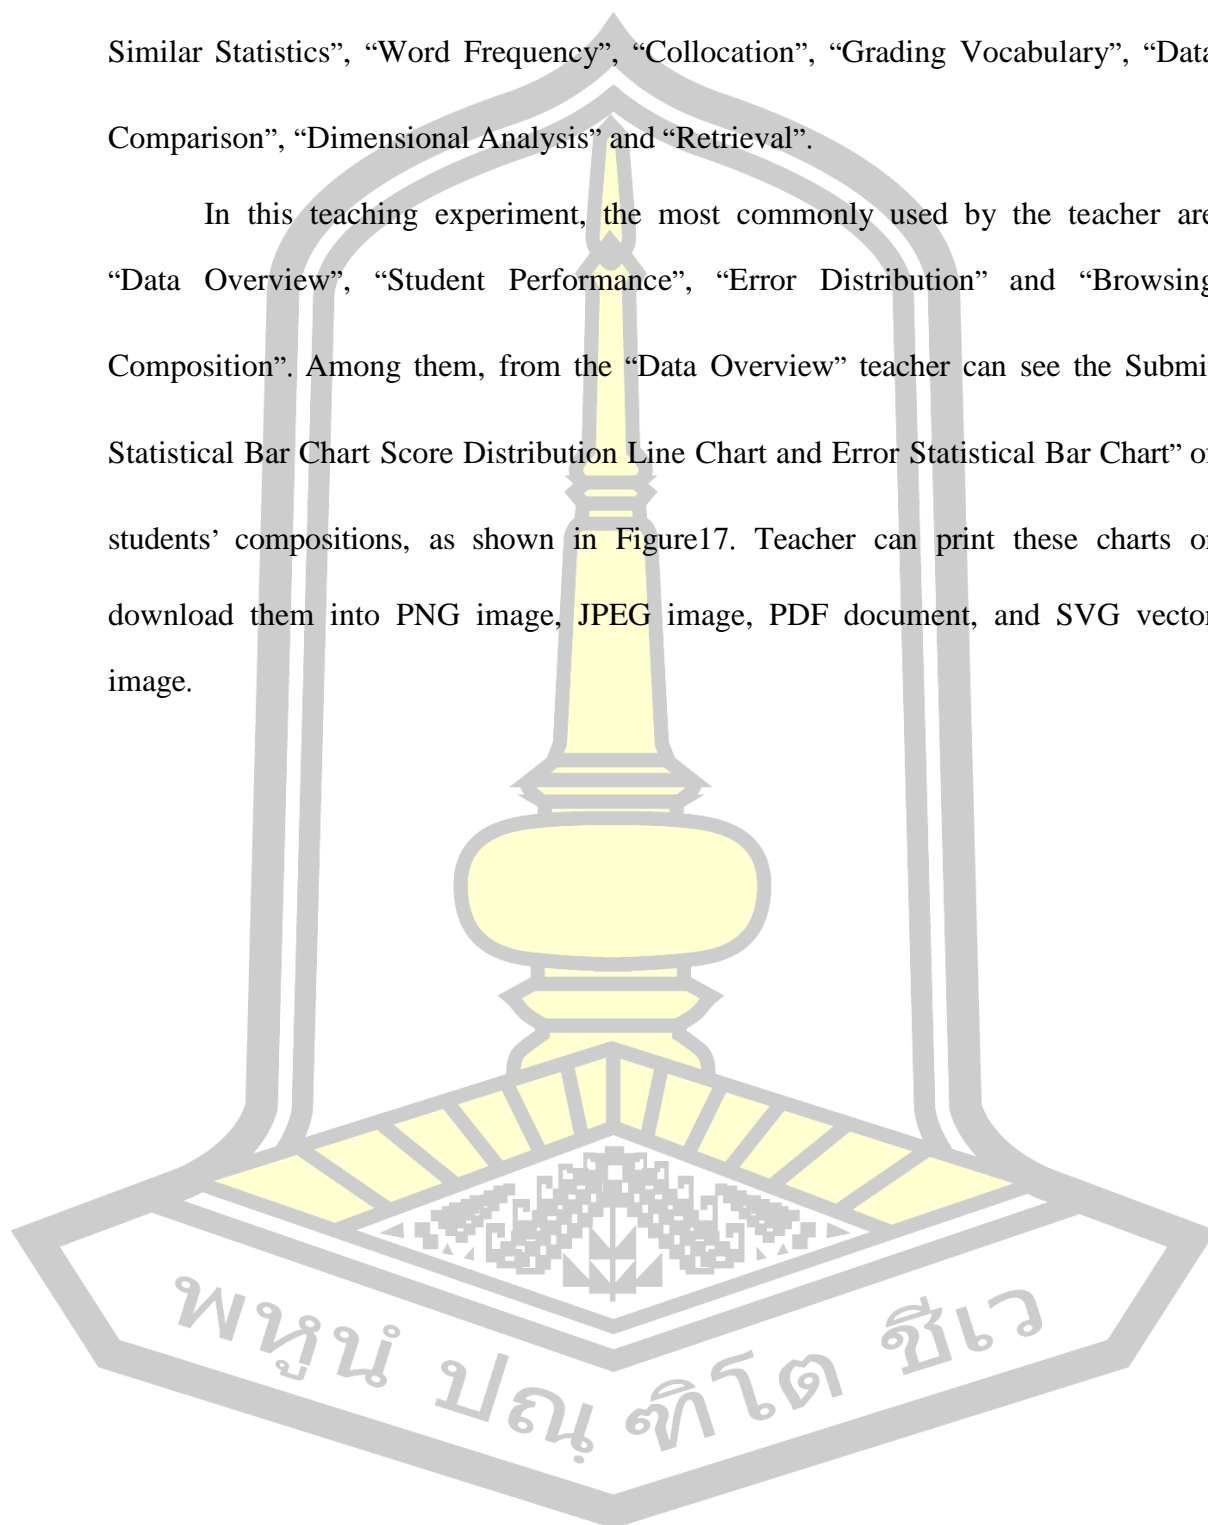 Similar Statistics”, “Word Frequency”, “Collocation”, “Grading Vocabulary”, “Data
Comparison”, “Dimensional Analysis” and “Retrieval”.
In this teaching experiment, the most commonly used by the teacher are
“Data Overview”, “Student Performance”, “Error Distribution” and “Browsing
Composition”. Among them, from the “Data Overview” teacher can see the Submi
Statistical Bar Chart Score Distribution Line Chart and Error Statistical Bar Chart” of
students’ compositions, as shown in Figure17. Teacher can print these charts or
download them into PNG image, JPEG image, PDF document, and SVG vector
image.
พหูนํ ปณฺฑิโต ชีเว